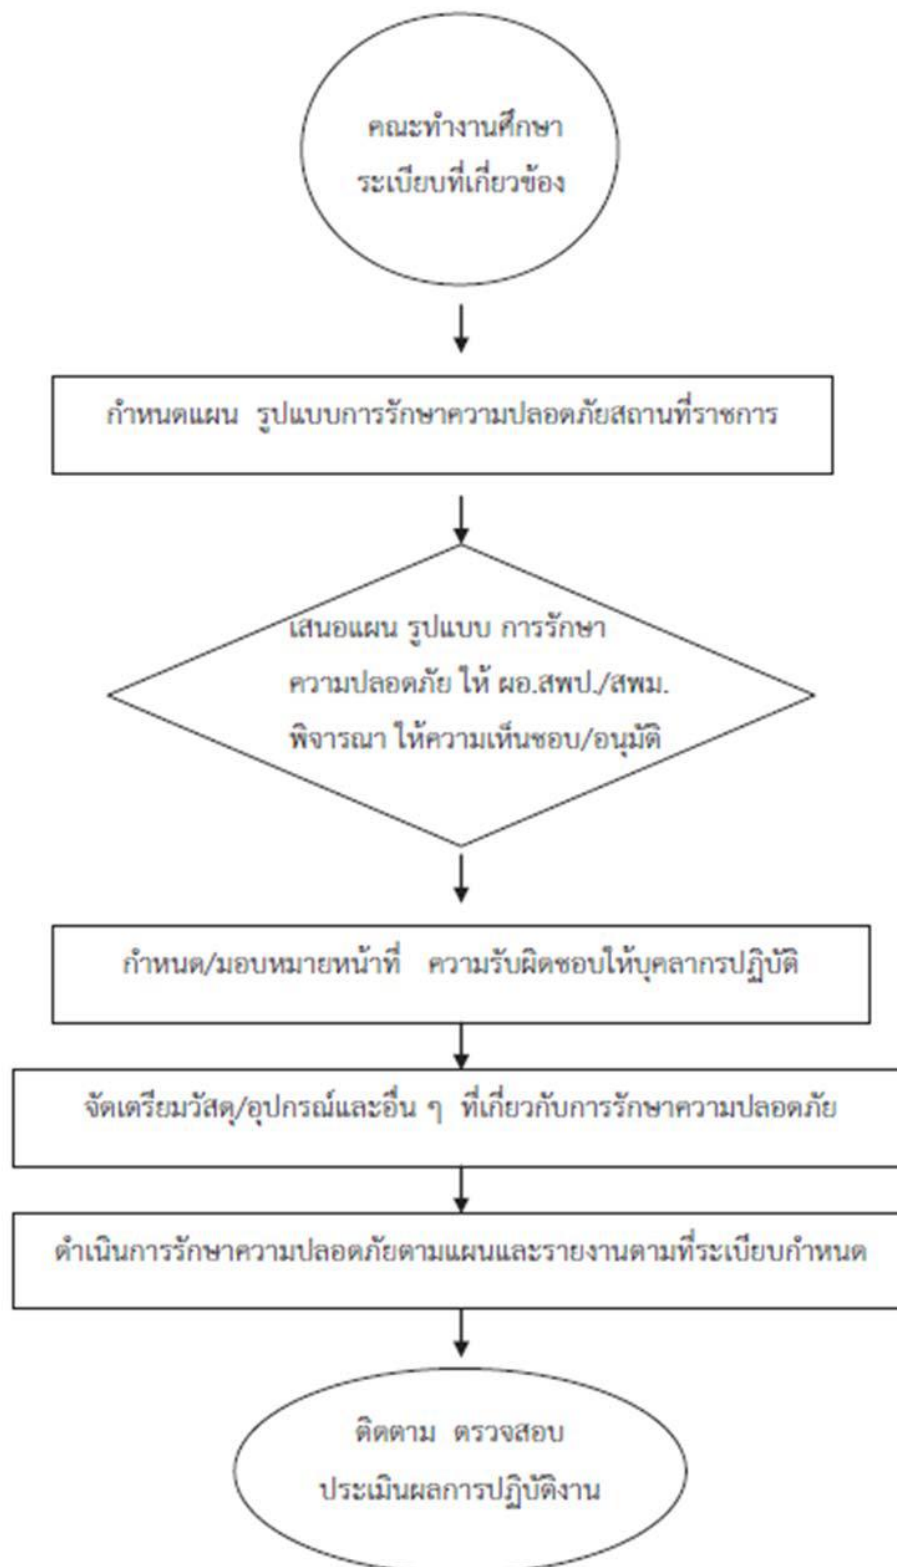 คณะทำงานศึกษา
ระเบียบที่เกี่ยวข้อง
กำหนดแผน รูปแบบการรักษาความปลอดภัยสถานที่ราชการ
เสนอแผน รูปแบบ การรักษา
ความปลอดภัย ให้ ผอ.สพป./สพม.
พิจารณา ให้ความเห็นชอบ/อนุมัติ
กำหนด/มอบหมายหน้าที่ ความรับผิดชอบให้บุคลากรปฏิบัติ
จัดเตรียมวัสดุ/อุปกรณ์และอื่น ๆ ที่เกี่ยวกับการรักษาความปลอดภัย
ดำเนินการรักษาความปลอดภัยตามแผนและรายงานตามที่ระเบียบกำหนด
ติดตาม ตรวจสอบ
ประเมินผลการปฏิบัติงาน